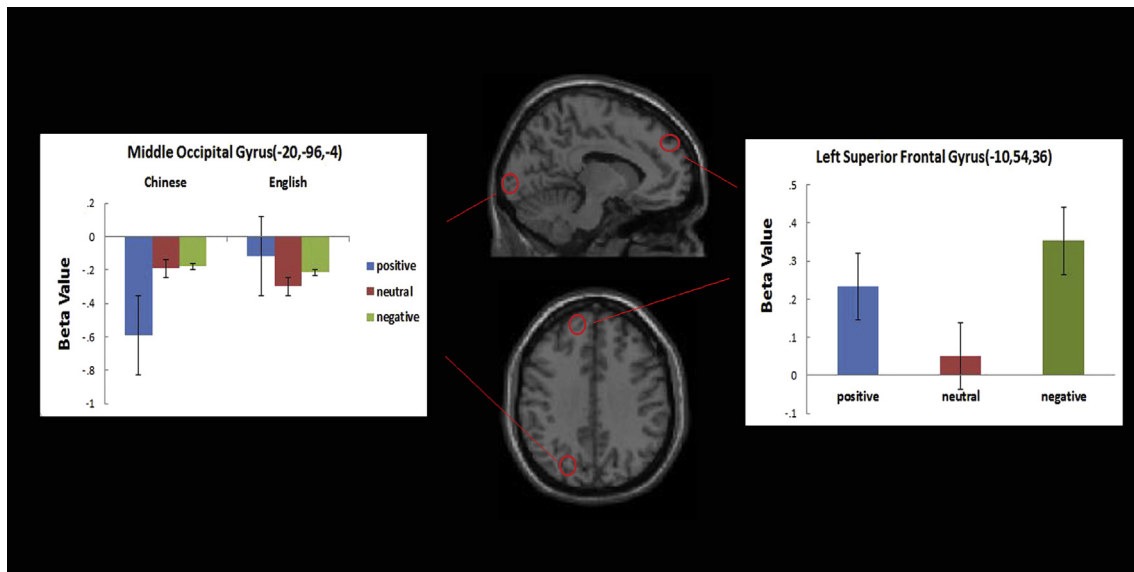 Middle Occipital Gyrus(-20,-96,-4)
Chinese English
.2
0
-.2
-.4
-.6
-.8
-1
Beta Value
positive
neutral
negative
Left Superior Frontal Gyrus(-10,54,36)
.5
.4
.3
.2
.1
0
-.1
Beta Value
positive neutral negative